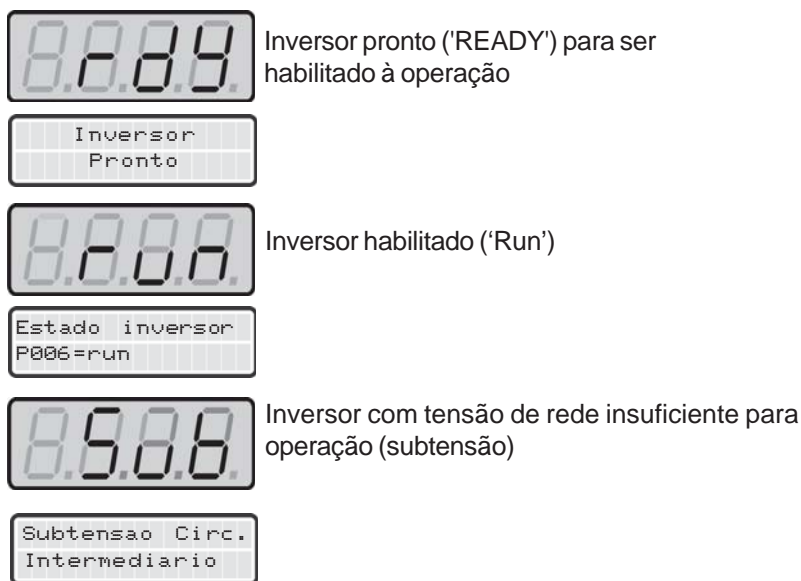 rdy
Inversor pronto ('READY') para ser
habilitado à operação
Inversor
Pronto
run
Inversor habilitado (‘Run’)
Estado inversor
P006=run
Sub
Inversor com tensão de rede insuficiente para
operação (subtensão)
Subtensao Circ.
Intermediario